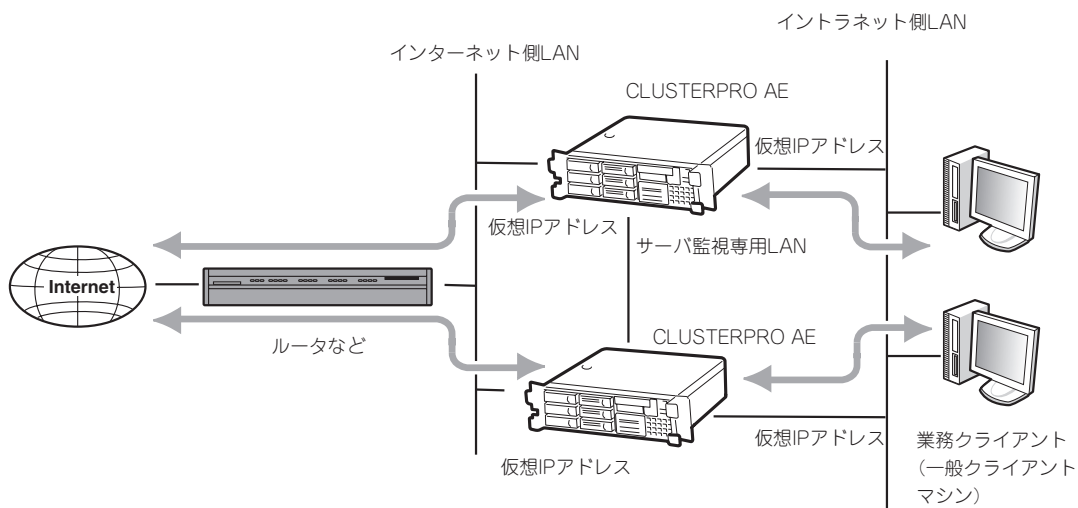 イントラネット側LAN
インターネット側LAN
CLUSTERPRO AE
仮想IPアドレス
仮想IPアドレス
サーバ監視専用LAN
Internet
ルータなど
CLUSTERPRO AE
仮想IPアドレス
仮想IPアドレス
業務クライアント
（一般クライアント
マシン）